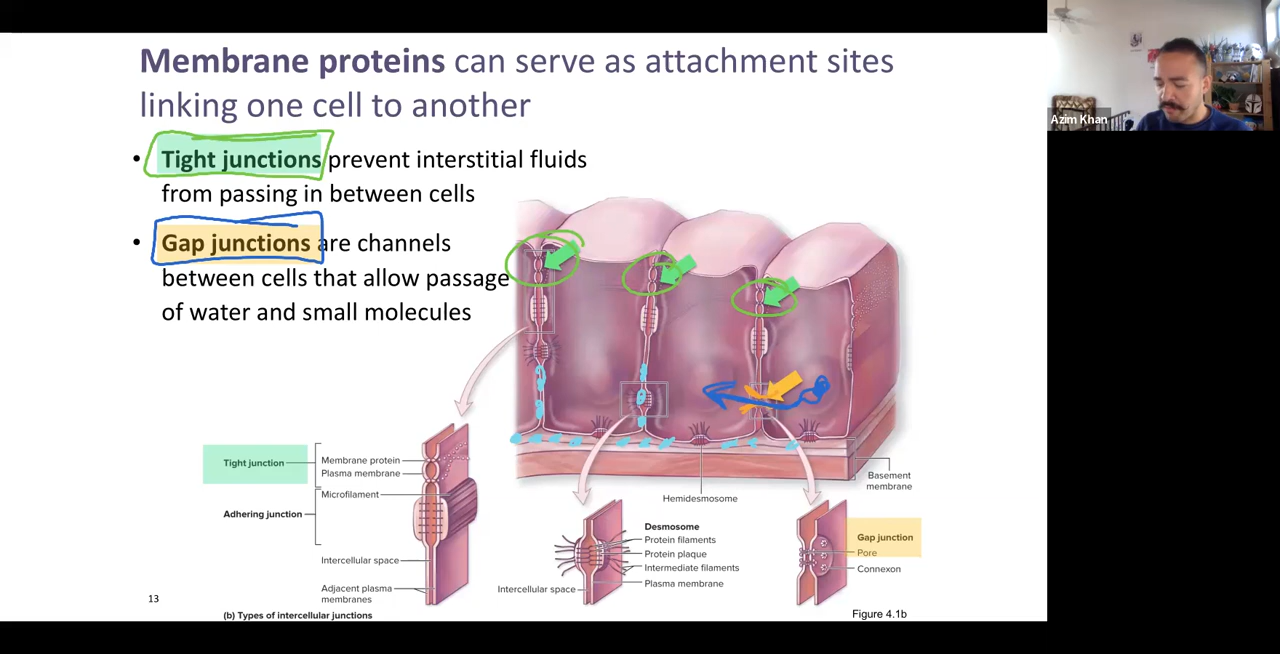 Membrane proteins can serve as attachment sites
linking one cell to another
• Tight junctions prevent interstitial fluids
from passing in between cells
• Gap junctions are channels
between cells that allow passage
of water and small molecules
Azim Khan
Tight junction
Membrane protein
Plasma membrane
Microfilament
Adhering junction
Intercellular space
Adjacent plasma
membranes
Basement
membrane
Hemidesmosome
Desmosome
Protein filaments
Protein plaque
Intermediate filaments
Plasma membrane
Intercellular space
Gap junction
Pore
Connexon
13
(b) Types of intercellular junctions
Figure 4.1b